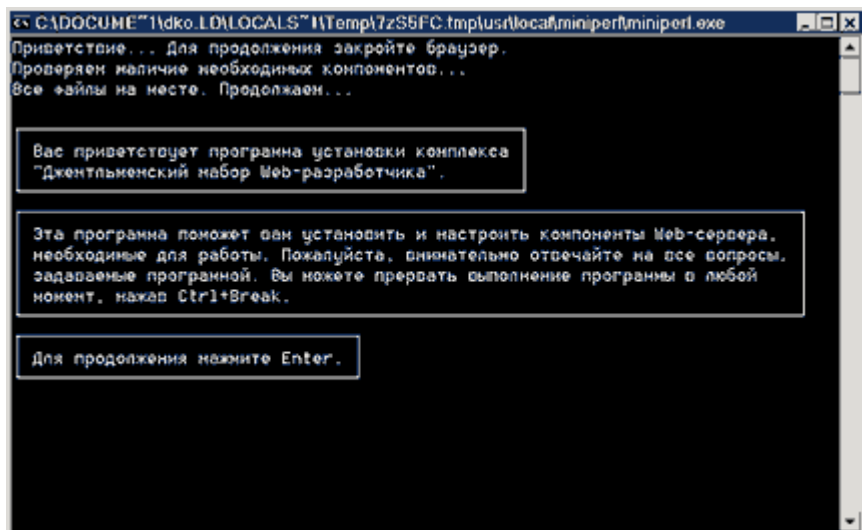 C:\DOCUME~1\dko.LD\LOCALS~1\Temp\7zS5FC.tmp\usr\local\miniperl\miniperl.exe
Приветствие... Для продолжения закройте браузер.
Проверяем наличие необходимых компонентов...
Все файлы на месте. Продолжаем...
Вас приветствует программа установки комплекса
"Джентльменский набор Web-разработчика".
Эта программа поможет вам установить и настроить компоненты Web-сервера,
необходимые для работы. Пожалуйста, внимательно отвечайте на все вопросы,
задаваемые программой. Вы можете прервать выполнение программы в любой
момент, нажав Ctrl+Break.
Для продолжения нажмите Enter.